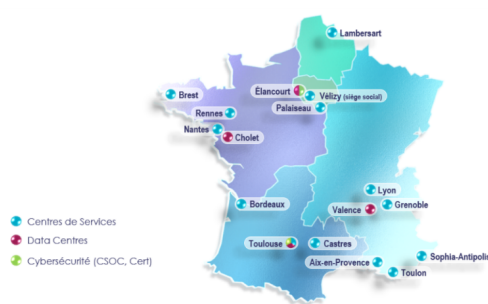 Lambersart
Brest
Élancourt
Vélizy (siège social)
Rennes
Palaiseau
Nantes
Cholet
Lyon
Bordeaux
Valence
Grenoble
Centres de Services
Data Centres
Toulouse
Castres
Cybersécurité (CSOC, Cert)
Aix-en-Provence
Sophia-Antipolis
Toulon